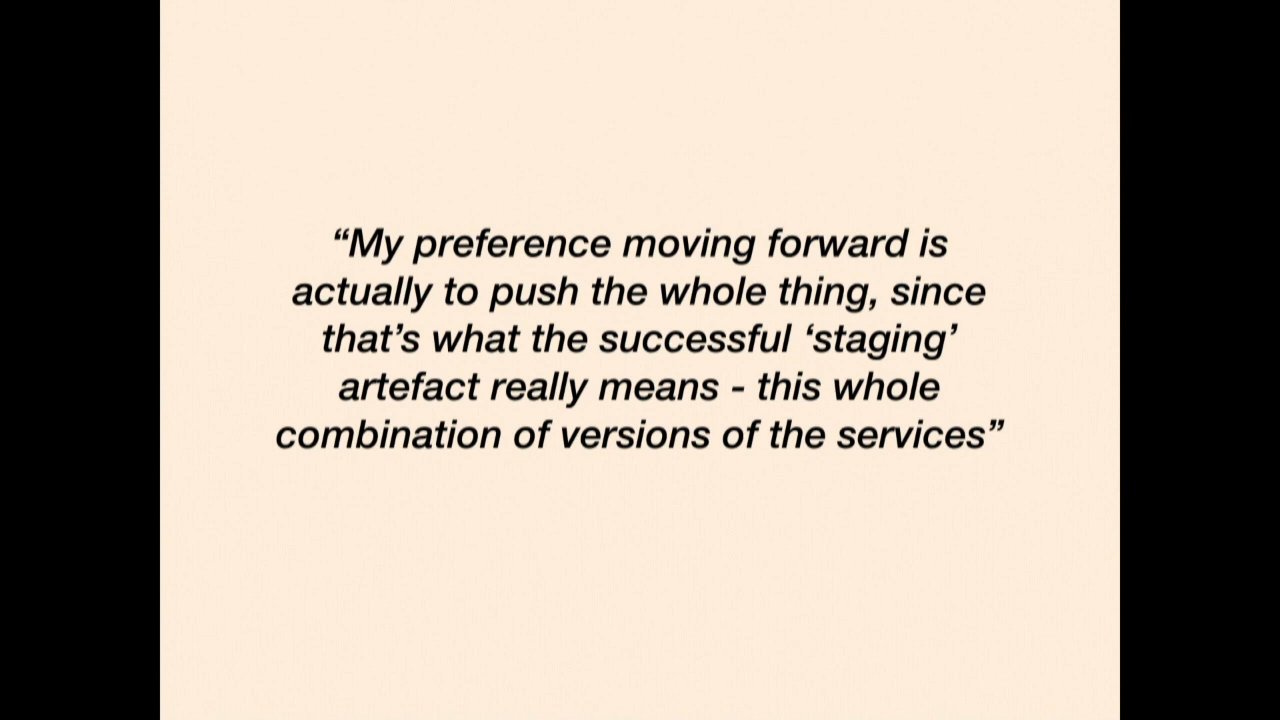 “My preference moving forward is
actually to push the whole thing, since
that’s what the successful ‘staging’
artefact really means - this whole
combination of versions of the services”